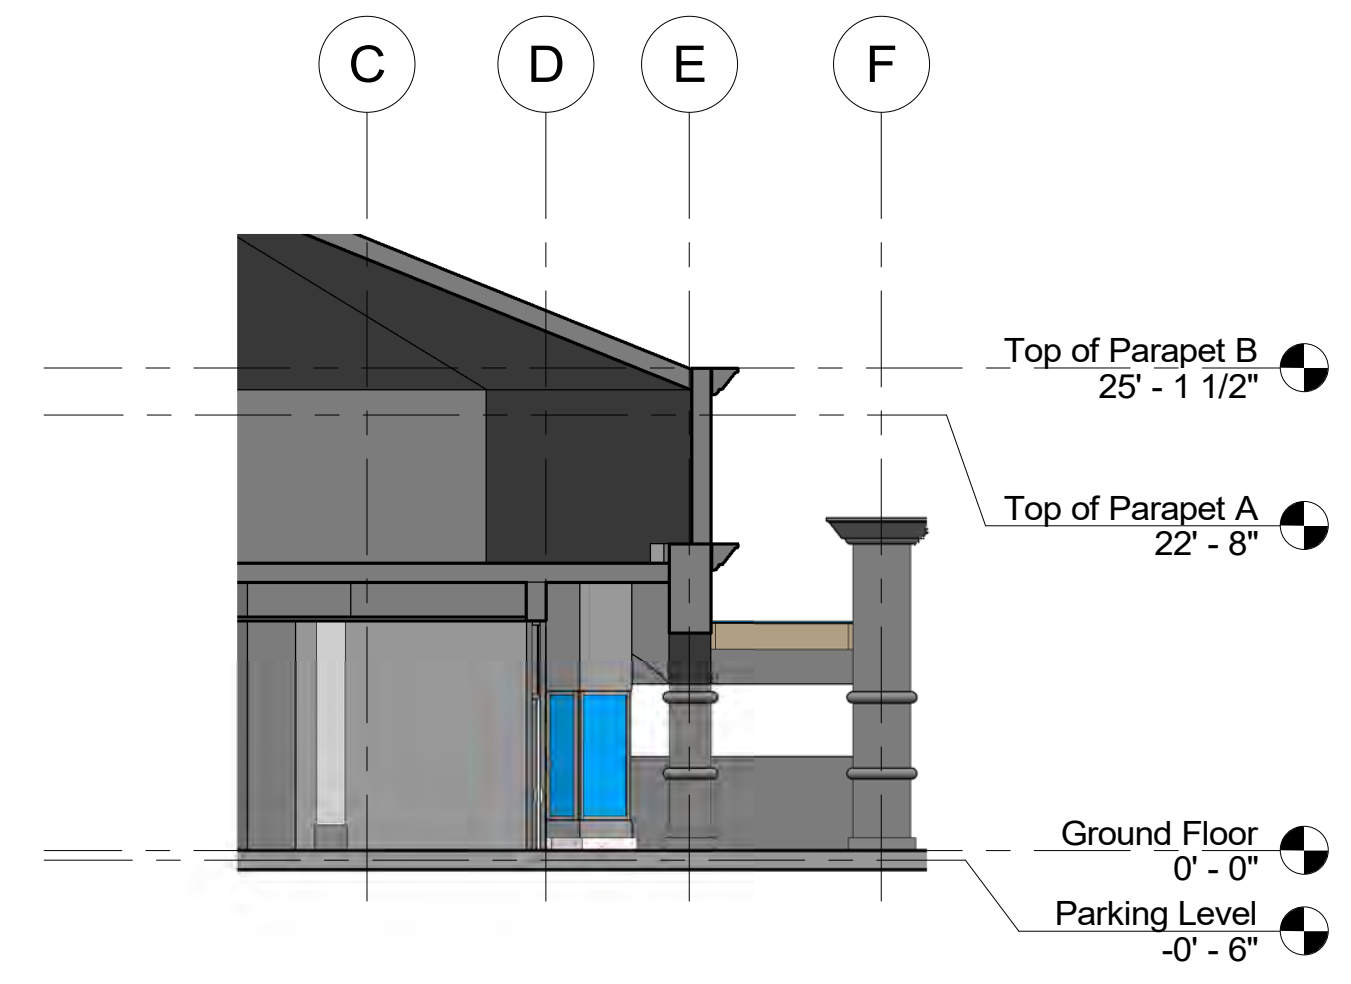 C D E F
Top of Parapet B
25' - 1 1/2"
Top of Parapet A
22' - 8"
Ground Floor
0' - 0"
Parking Level
-0' - 6"